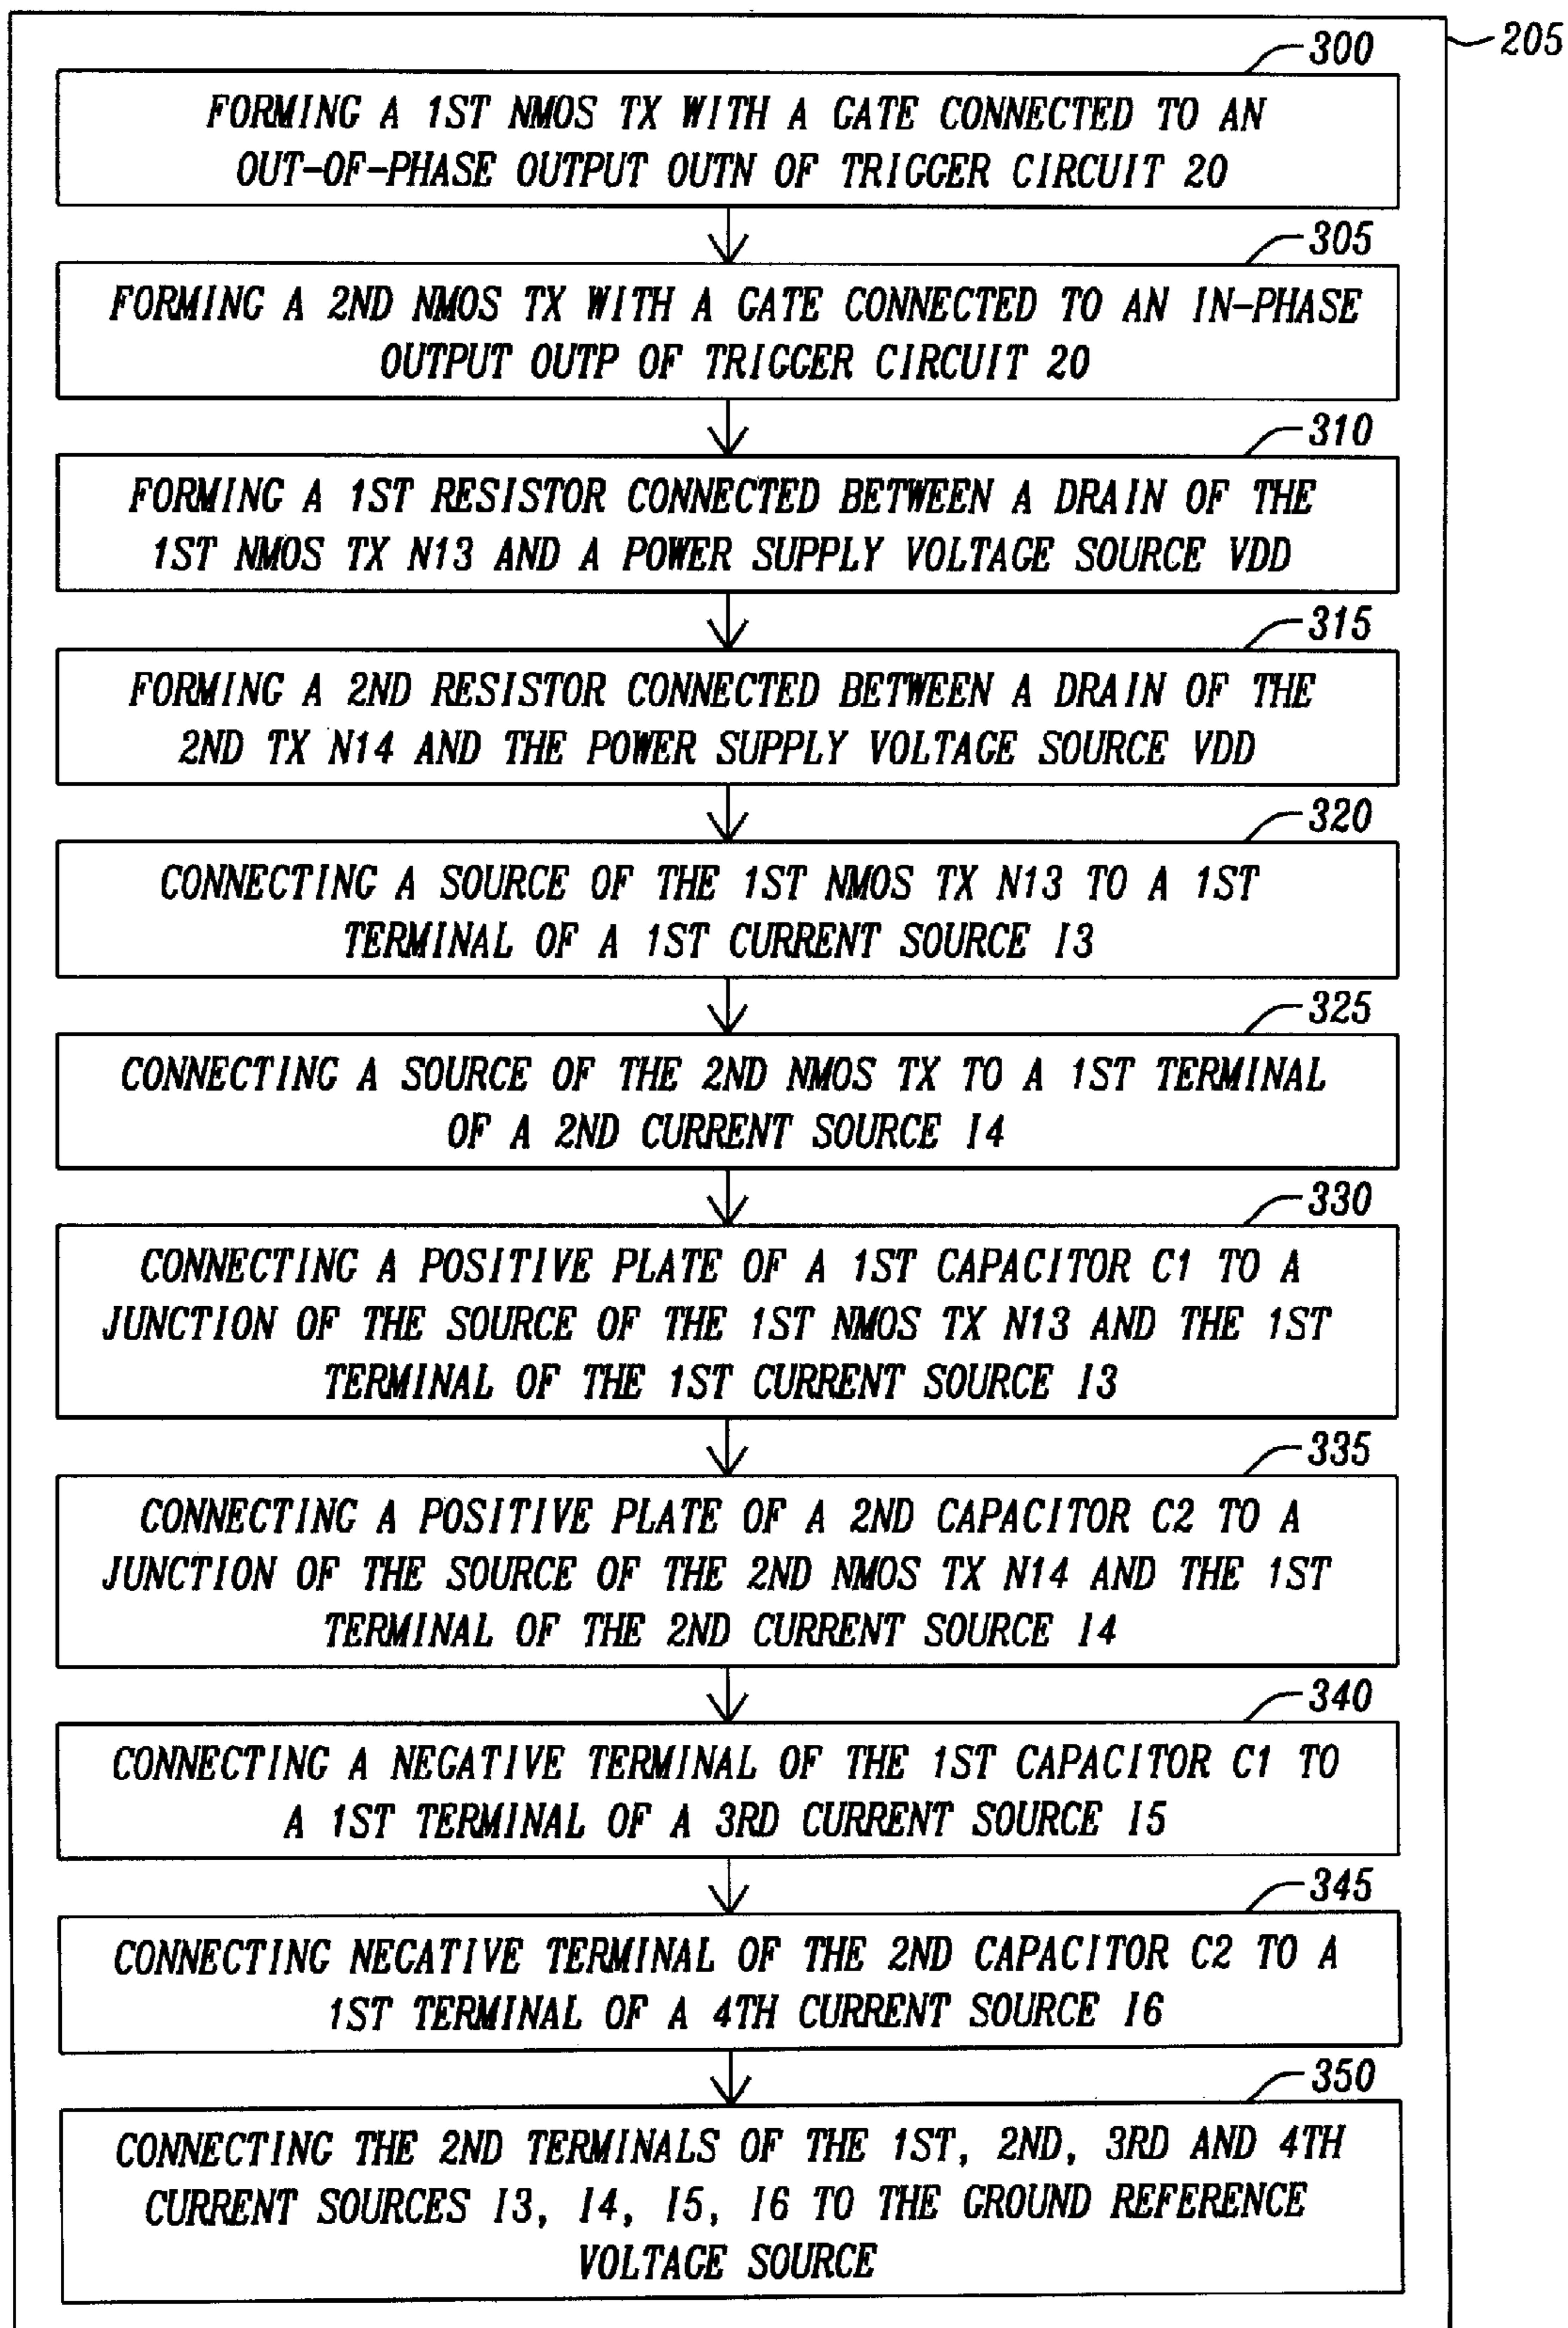 205
300
FORMING A 1ST NMOS TX WITH A GATE CONNECTED TO AN
OUT-OF-PHASE OUTPUT OUTN OF TRIGGER CIRCUIT 20
305
FORMING A 2ND NMOS TX WITH A GATE CONNECTED TO AN IN-PHASE
OUTPUT OUTP OF TRIGGER CIRCUIT 20
310
FORMING A 1ST RESISTOR CONNECTED BETWEEN A DRAIN OF THE
1ST NMOS TX N13 AND A POWER SUPPLY VOLTAGE SOURCE VDD
315
FORMING A 2ND RESISTOR CONNECTED BETWEEN A DRAIN OF THE
2ND TX N14 AND THE POWER SUPPLY VOLTAGE SOURCE VDD
320
CONNECTING A SOURCE OF THE 1ST NMOS TX N13 TO A 1ST
TERMINAL OF A 1ST CURRENT SOURCE I3
325
CONNECTING A SOURCE OF THE 2ND NMOS TX TO A 1ST TERMINAL
OF A 2ND CURRENT SOURCE I4
330
CONNECTING A POSITIVE PLATE OF A 1ST CAPACITOR C1 TO A
JUNCTION OF THE SOURCE OF THE 1ST NMOS TX N13 AND THE 1ST
TERMINAL OF THE 1ST CURRENT SOURCE I3
335
CONNECTING A POSITIVE PLATE OF A 2ND CAPACITOR C2 TO A
JUNCTION OF THE SOURCE OF THE 2ND NMOS TX N14 AND THE 1ST
TERMINAL OF THE 2ND CURRENT SOURCE I4
340
CONNECTING A NEGATIVE TERMINAL OF THE 1ST CAPACITOR C1 TO
A 1ST TERMINAL OF A 3RD CURRENT SOURCE I5
345
CONNECTING NEGATIVE TERMINAL OF THE 2ND CAPACITOR C2 TO A
1ST TERMINAL OF A 4TH CURRENT SOURCE I6
350
CONNECTING THE 2ND TERMINALS OF THE 1ST, 2ND, 3RD AND 4TH
CURRENT SOURCES I3, I4, I5, I6 TO THE GROUND REFERENCE
VOLTAGE SOURCE